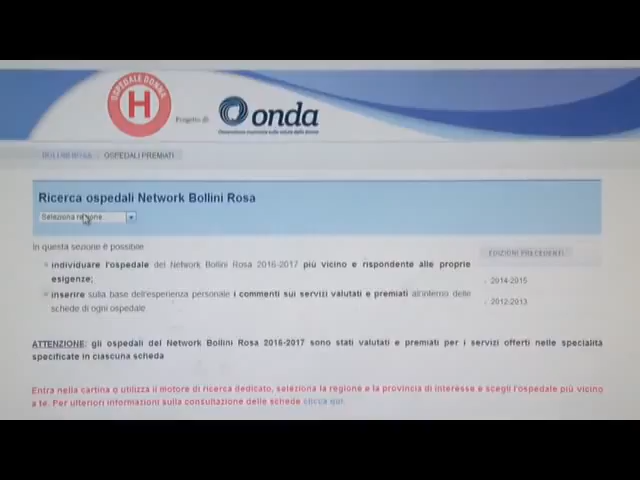 OSPEDALE DONNA
H
Progetto di
onda
Osservatorio nazionale sulla salute della donna
BOLLINI ROSA OSPEDALI PREMIATI
Ricerca ospedali Network Bollini Rosa
Seleziona regione
In questa sezione è possibile
individuare l'ospedale del Network Bollini Rosa 2016-2017 più vicino e rispondente alle proprie
esigenze;
inserire sulla base dell'esperienza personale i commenti sui servizi valutati e premiati all'interno delle
schede di ogni ospedale
EDIZIONI PRECEDENTI
2014-2015
2012-2013
ATTENZIONE: gli ospedali del Network Bollini Rosa 2016-2017 sono stati valutati e premiati per i servizi offerti nelle specialità
specificate in ciascuna scheda
Entra nella cartina o utilizza il motore di ricerca dedicato, seleziona la regione e la provincia di interesse e scegli l'ospedale più vicino
a te. Per ulteriori informazioni sulla consultazione delle schede clicca qui.